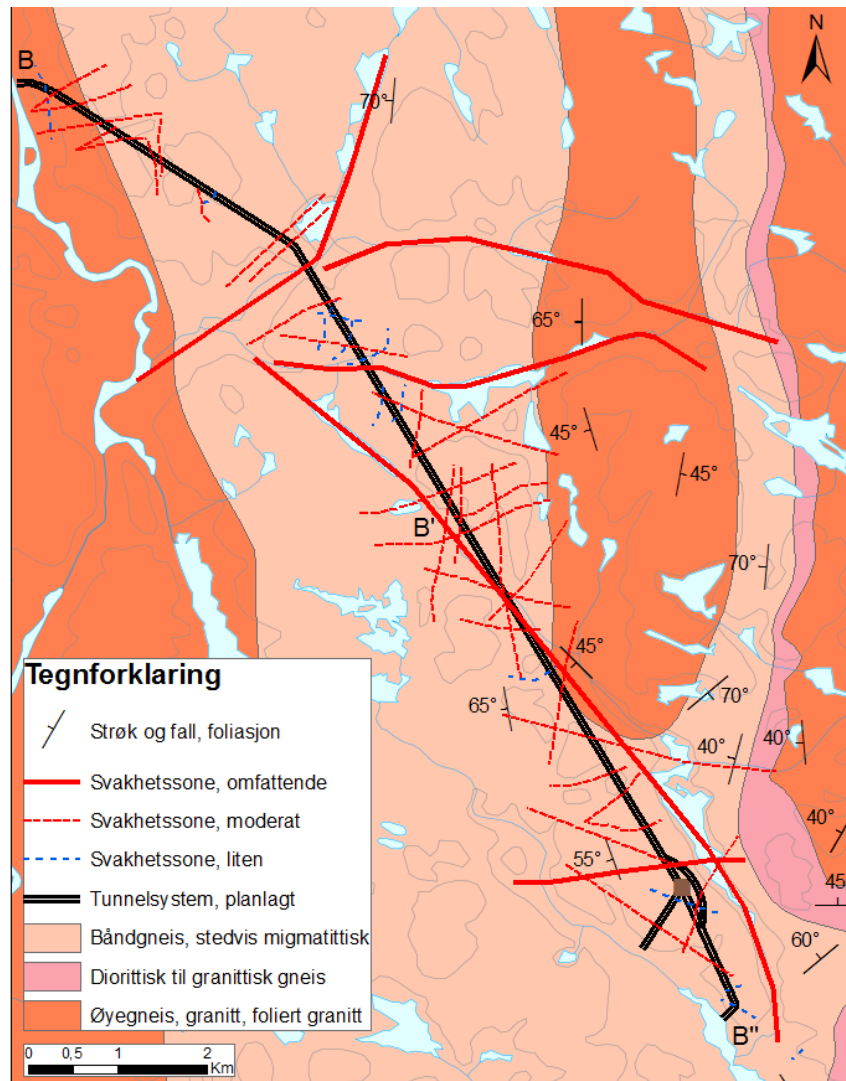 N
B
70°
65°
45°
45°
B'
70°
45°
65°
70°
40°
40°
40°
55°
45°
60°
B"
Tegnforklaring
Strøk og fall, foliasjon
Svakhetssone, omfattende
Svakhetssone, moderat
Svakhetssone, liten
Tunnelsystem, planlagt
Båndgneis, stedvis migmatittisk
Diorittisk til granittisk gneis
Øyegneis, granitt, foliert granitt
0 0,5 1 2
Km